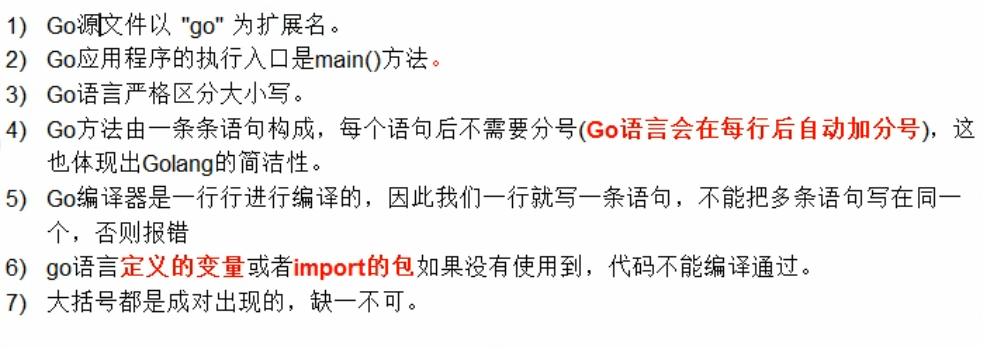 1) Go源文件以 "go" 为扩展名。
2) Go应用程序的执行入口是main()方法。
3) Go语言严格区分大小写。
4) Go方法由一条条语句构成，每个语句后不需要分号(Go语言会在每行后自动加分号)，这
也体现出Golang的简洁性。
5) Go编译器是一行行进行编译的，因此我们一行就写一条语句，不能把多条语句写在同一
个，否则报错
6) go语言定义的变量或者import的包如果没有使用到，代码不能编译通过。
7) 大括号都是成对出现的，缺一不可。